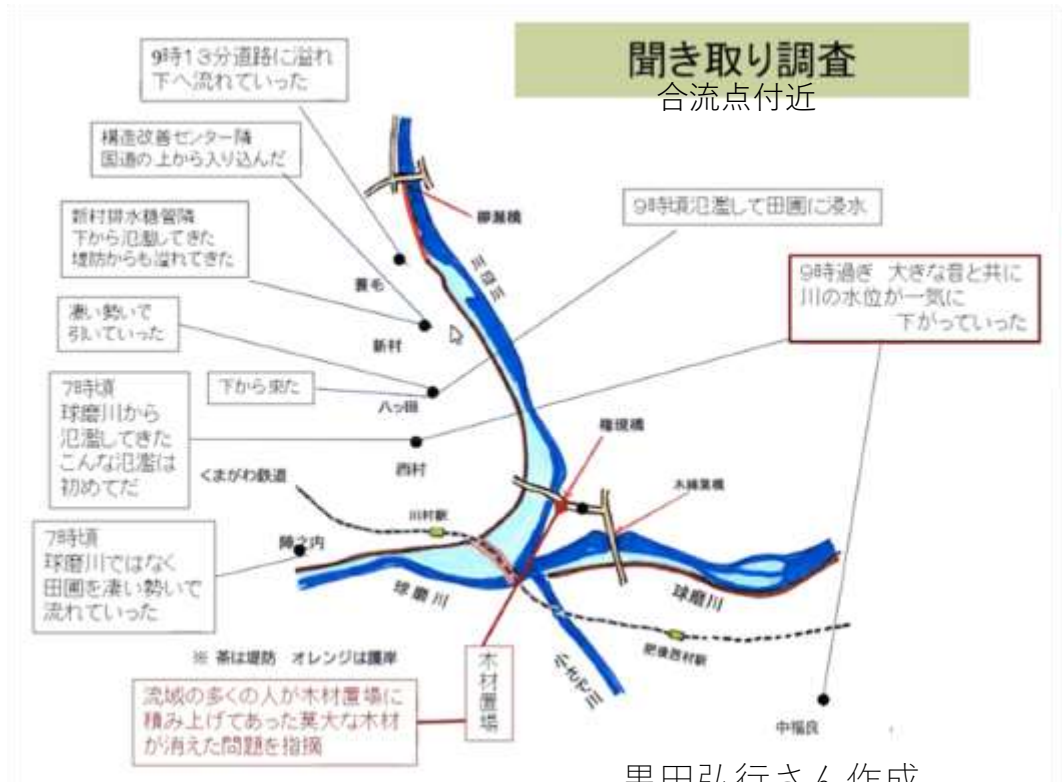 聞き取り調査
合流点付近
9時13分道路に溢れ
下へ流れていった
構造改善センター隣
国道の上から入り込んだ
新村排水樋管隣
下から氾濫してきた
堤防からも溢れてきた
凄い勢いで
引いていった
下から来た
7時頃
球磨川から
氾濫してきた
こんな氾濫は
初めてだ
7時頃
球磨川ではなく
田圃を凄い勢いで
流れていった
9時頃氾濫して田圃に浸水
9時過ぎ 大きな音と共に
川の水位が一気に
下がっていった
柳瀬橋
川辺川
蓑毛
新村
八ッ田
西村
くまがわ鉄道
川村駅
陣之内
権現橋
木綿葉橋
球磨川
球磨川
肥後西村駅
小さで川
中福良
木材置場
※ 茶は堤防 オレンジは護岸
流域の多くの人が木材置場に
積み上げてあった莫大な木材
が消えた問題を指摘
黒田弘行さん作成